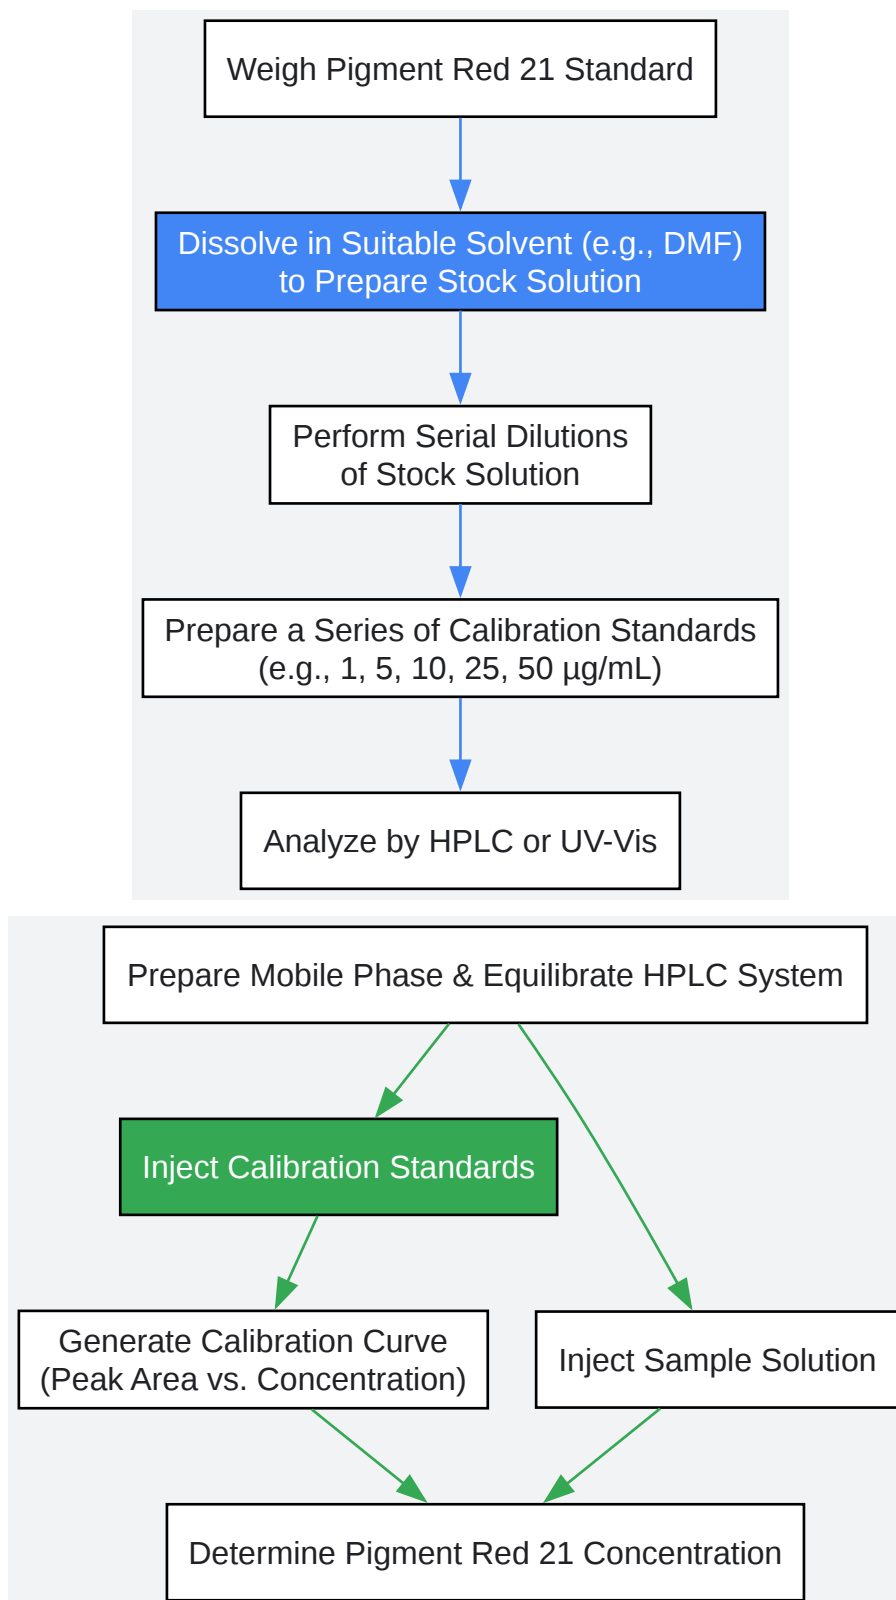 Weigh Pigment Red 21 Standard
Dissolve in Suitable Solvent (e.g., DMF)
to Prepare Stock Solution
Perform Serial Dilutions
of Stock Solution
Prepare a Series of Calibration Standards
(e.g., 1, 5, 10, 25, 50 µg/mL)
Analyze by HPLC or UV-Vis
Prepare Mobile Phase & Equilibrate HPLC System
Inject Calibration Standards
Generate Calibration Curve
(Peak Area vs. Concentration)
Inject Sample Solution
Determine Pigment Red 21 Concentration